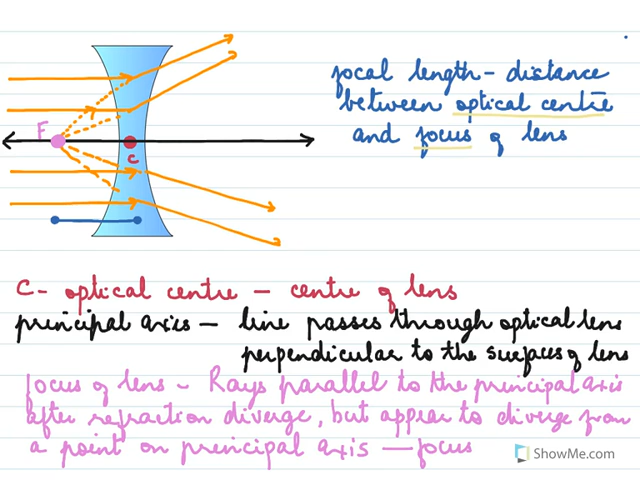 focal length - distance
between optical centre
and focus of lens
F
C
C - optical centre - centre of lens
principal axis - line passes through optical lens
perpendicular to the surfaces of lens
focus of lens - Rays parallel to the principal axis
after refraction diverge, but appear to diverge from
a point on principal axis — focus
ShowMe.com